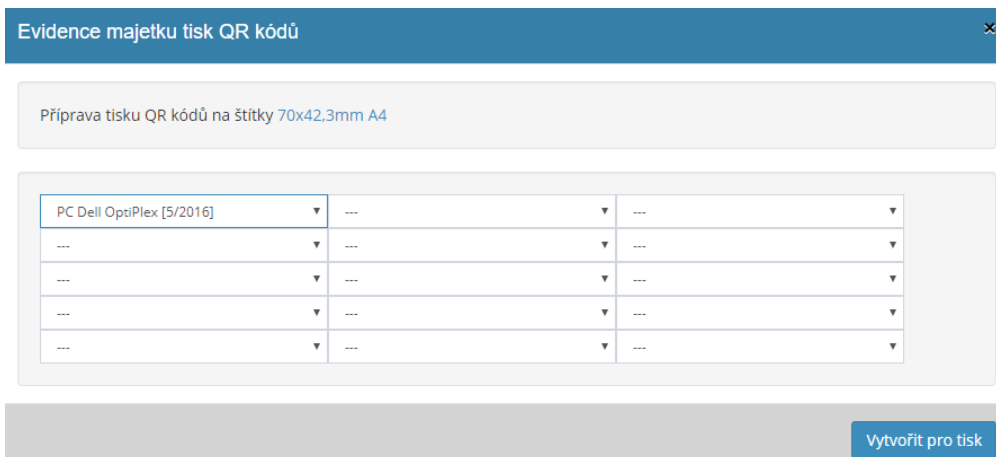 Evidence majetku tisk QR kódů ×
Příprava tisku QR kódů na štítky 70x42,3mm A4
PC Dell OptiPlex [5/2016] --- ---
--- --- ---
--- --- ---
--- --- ---
--- --- ---
Vytvořit pro tisk